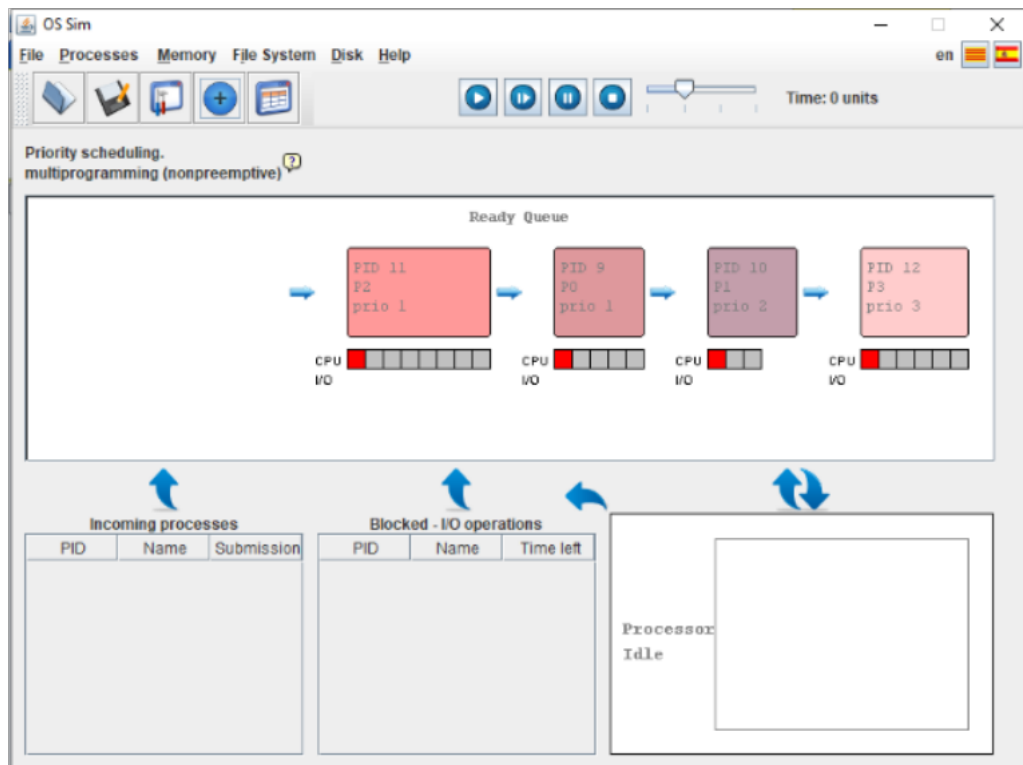 OS Sim
File Processes Memory File System Disk Help
en
Time: 0 units
Priority scheduling.
multiprogramming (nonpreemptive) ?
Ready Queue
PID 11
P2
prio 1
CPU
I/O
PID 9
P0
prio 1
CPU
I/O
PID 10
P1
prio 2
CPU
I/O
PID 12
P3
prio 3
CPU
I/O
Incoming processes
PID Name Submission
Blocked - I/O operations
PID Name Time left
Processor
Idle